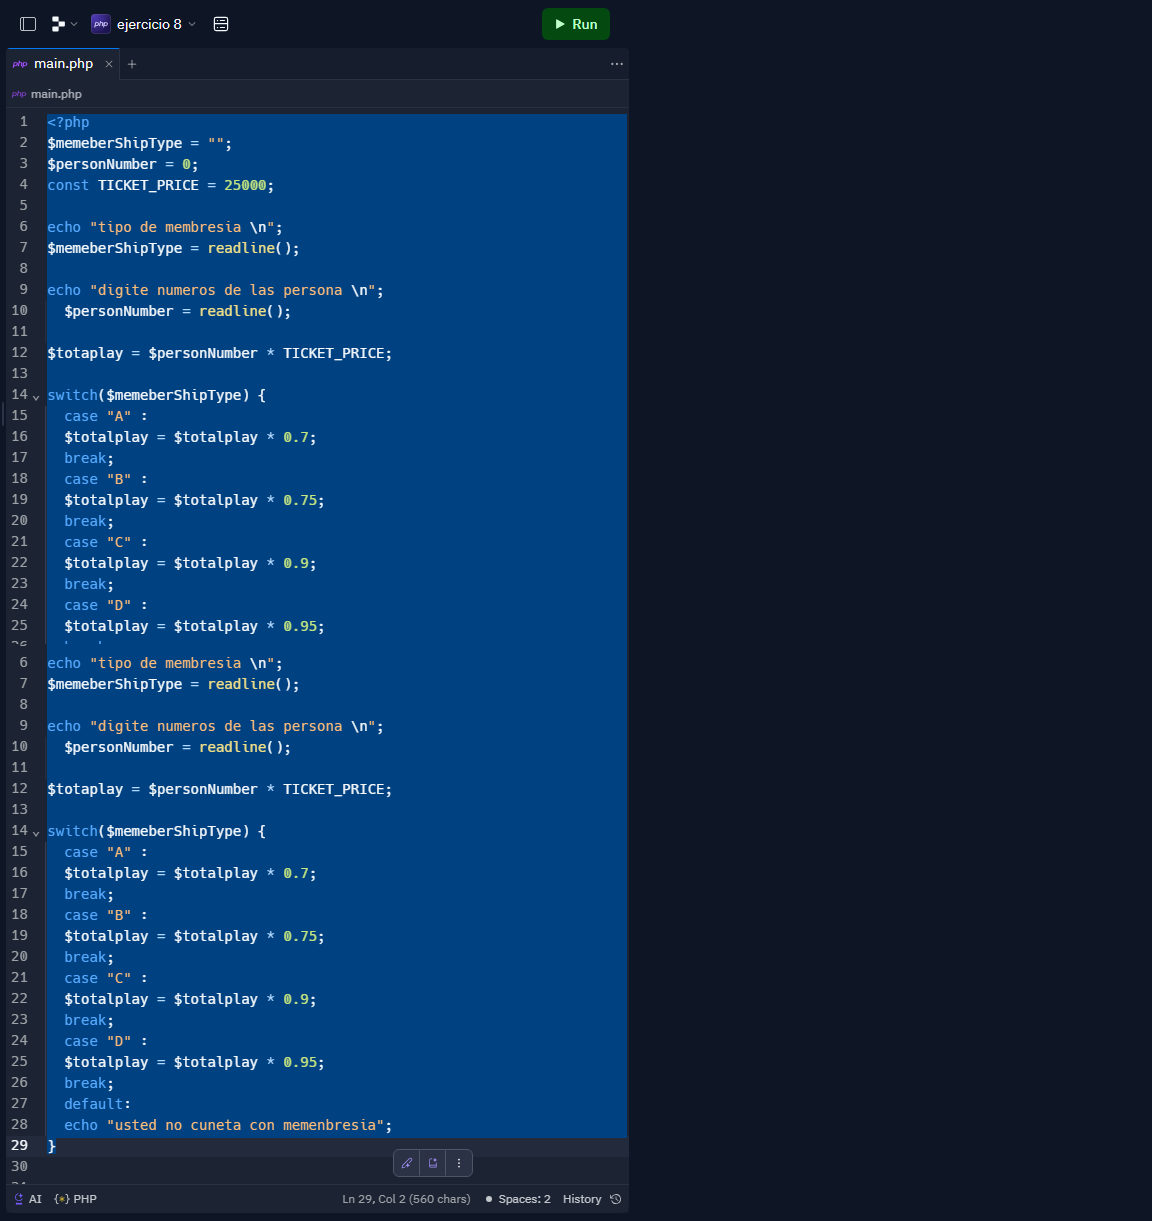 php ejercicio 8
Run
php main.php
php main.php
1 <?php
2 $memeberShipType = "";
3 $personNumber = 0;
4 const TICKET_PRICE = 25000;
5
6 echo "tipo de membresia \n";
7 $memeberShipType = readline();
8
9 echo "digite numeros de las persona \n";
10 $personNumber = readline();
11
12 $totaplay = $personNumber * TICKET_PRICE;
13
14 switch($memeberShipType) {
15 case "A" :
16 $totalplay = $totalplay * 0.7;
17 break;
18 case "B" :
19 $totalplay = $totalplay * 0.75;
20 break;
21 case "C" :
22 $totalplay = $totalplay * 0.9;
23 break;
24 case "D" :
25 $totalplay = $totalplay * 0.95;
6 echo "tipo de membresia \n";
7 $memeberShipType = readline();
8
9 echo "digite numeros de las persona \n";
10 $personNumber = readline();
11
12 $totaplay = $personNumber * TICKET_PRICE;
13
14 switch($memeberShipType) {
15 case "A" :
16 $totalplay = $totalplay * 0.7;
17 break;
18 case "B" :
19 $totalplay = $totalplay * 0.75;
20 break;
21 case "C" :
22 $totalplay = $totalplay * 0.9;
23 break;
24 case "D" :
25 $totalplay = $totalplay * 0.95;
26 break;
27 default:
28 echo "usted no cuneta con memenbresia";
29 }
30
AI {*} PHP Ln 29, Col 2 (560 chars) Spaces: 2 History